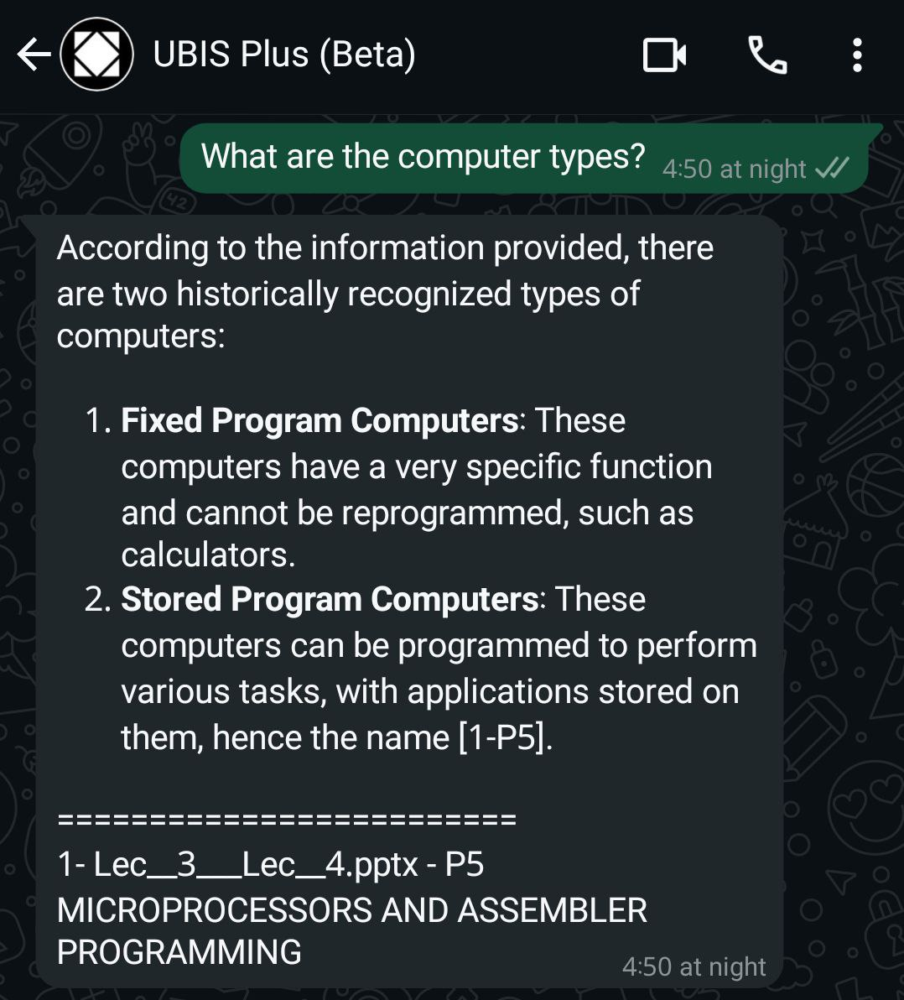 UBIS Plus (Beta)
What are the computer types? 4:50 at night
According to the information provided, there
are two historically recognized types of
computers:
1. Fixed Program Computers: These
computers have a very specific function
and cannot be reprogrammed, such as
calculators.
2. Stored Program Computers: These
computers can be programmed to perform
various tasks, with applications stored on
them, hence the name [1-P5].
=========================
1- Lec__3___Lec__4.pptx - P5
MICROPROCESSORS AND ASSEMBLER
PROGRAMMING
4:50 at night